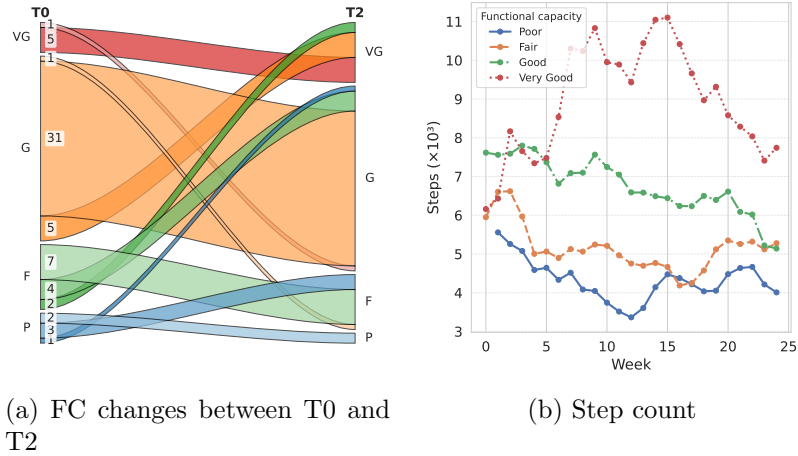 T0
T2
VG
1
5
1
G
31
5
F
7
4
2
P
2
3
1
VG
G
F
P
Functional capacity
Poor
Fair
Good
Very Good
Steps (×10³)
11
10
9
8
7
6
5
4
3
0 5 10 15 20 25
Week
(a) FC changes between T0 and
T2
(b) Step count